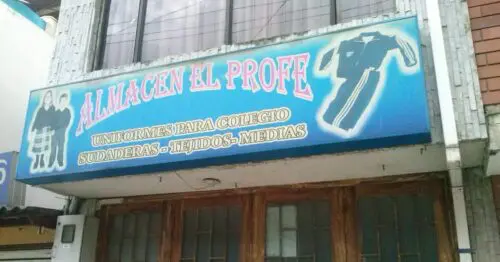 ALMACEN EL PROFE
UNIFORMES PARA COLEGIO
SUDADERAS - TEJIDOS- MEDIAS